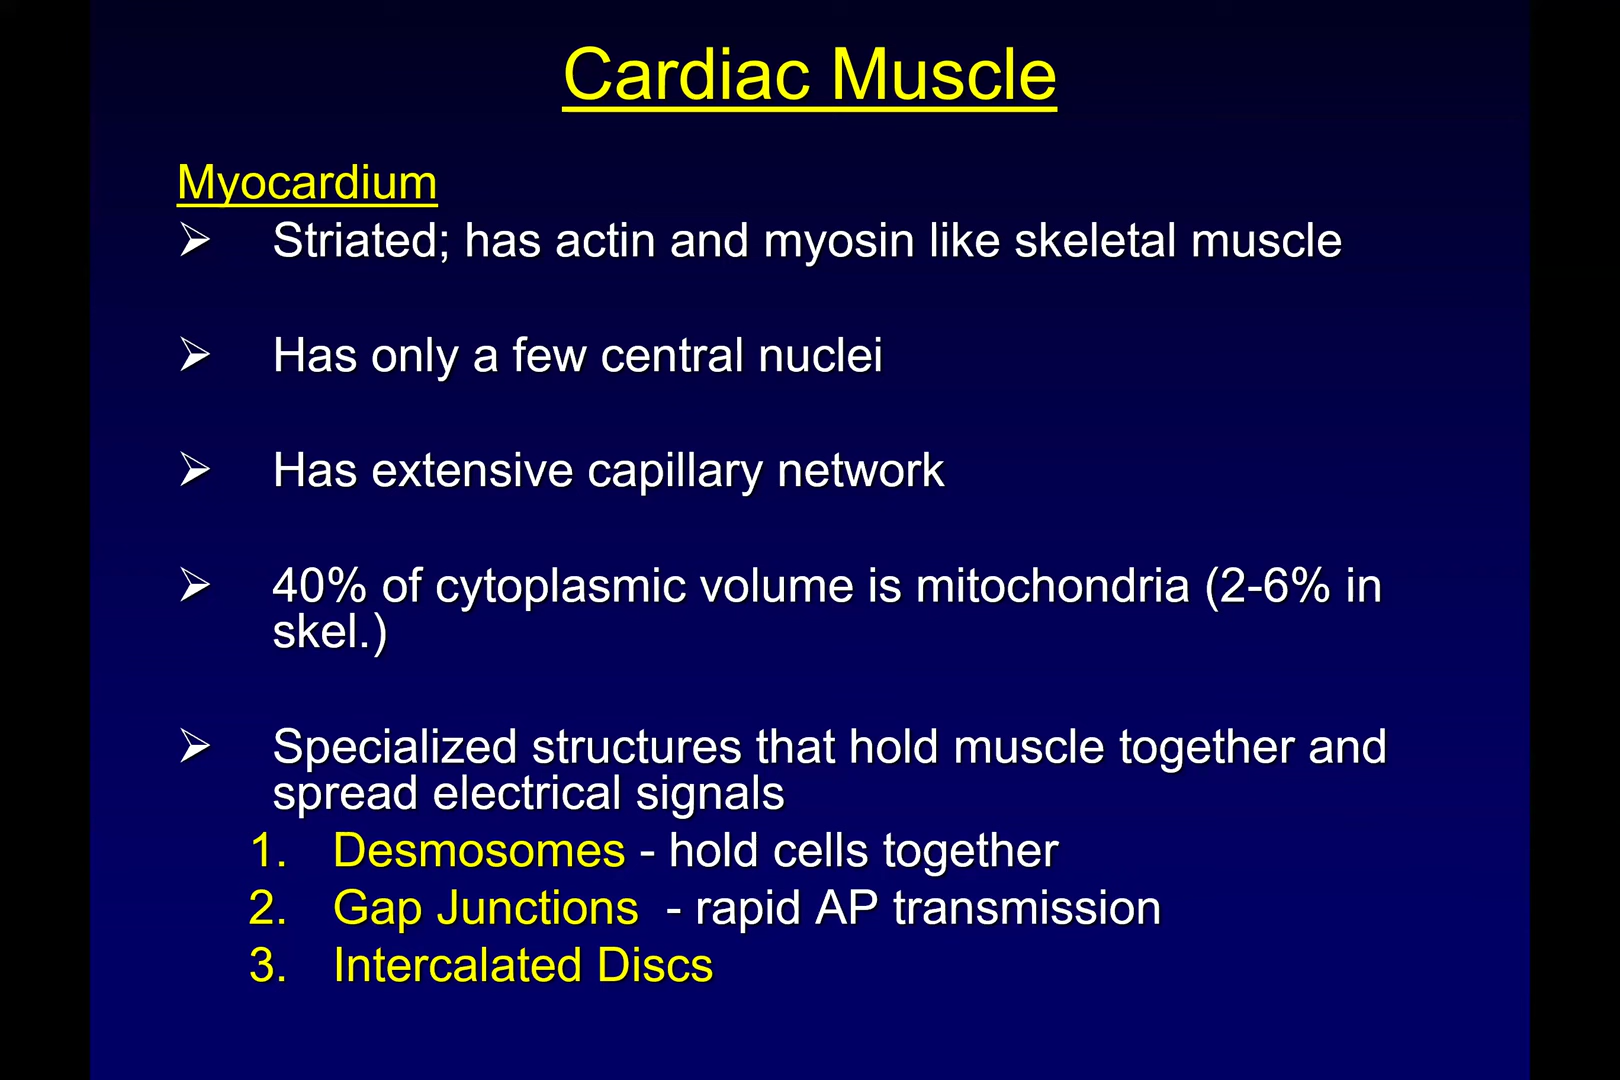 Cardiac Muscle
Myocardium
➢ Striated; has actin and myosin like skeletal muscle
➢ Has only a few central nuclei
➢ Has extensive capillary network
➢ 40% of cytoplasmic volume is mitochondria (2-6% in
skel.)
➢ Specialized structures that hold muscle together and
spread electrical signals
1. Desmosomes - hold cells together
2. Gap Junctions - rapid AP transmission
3. Intercalated Discs